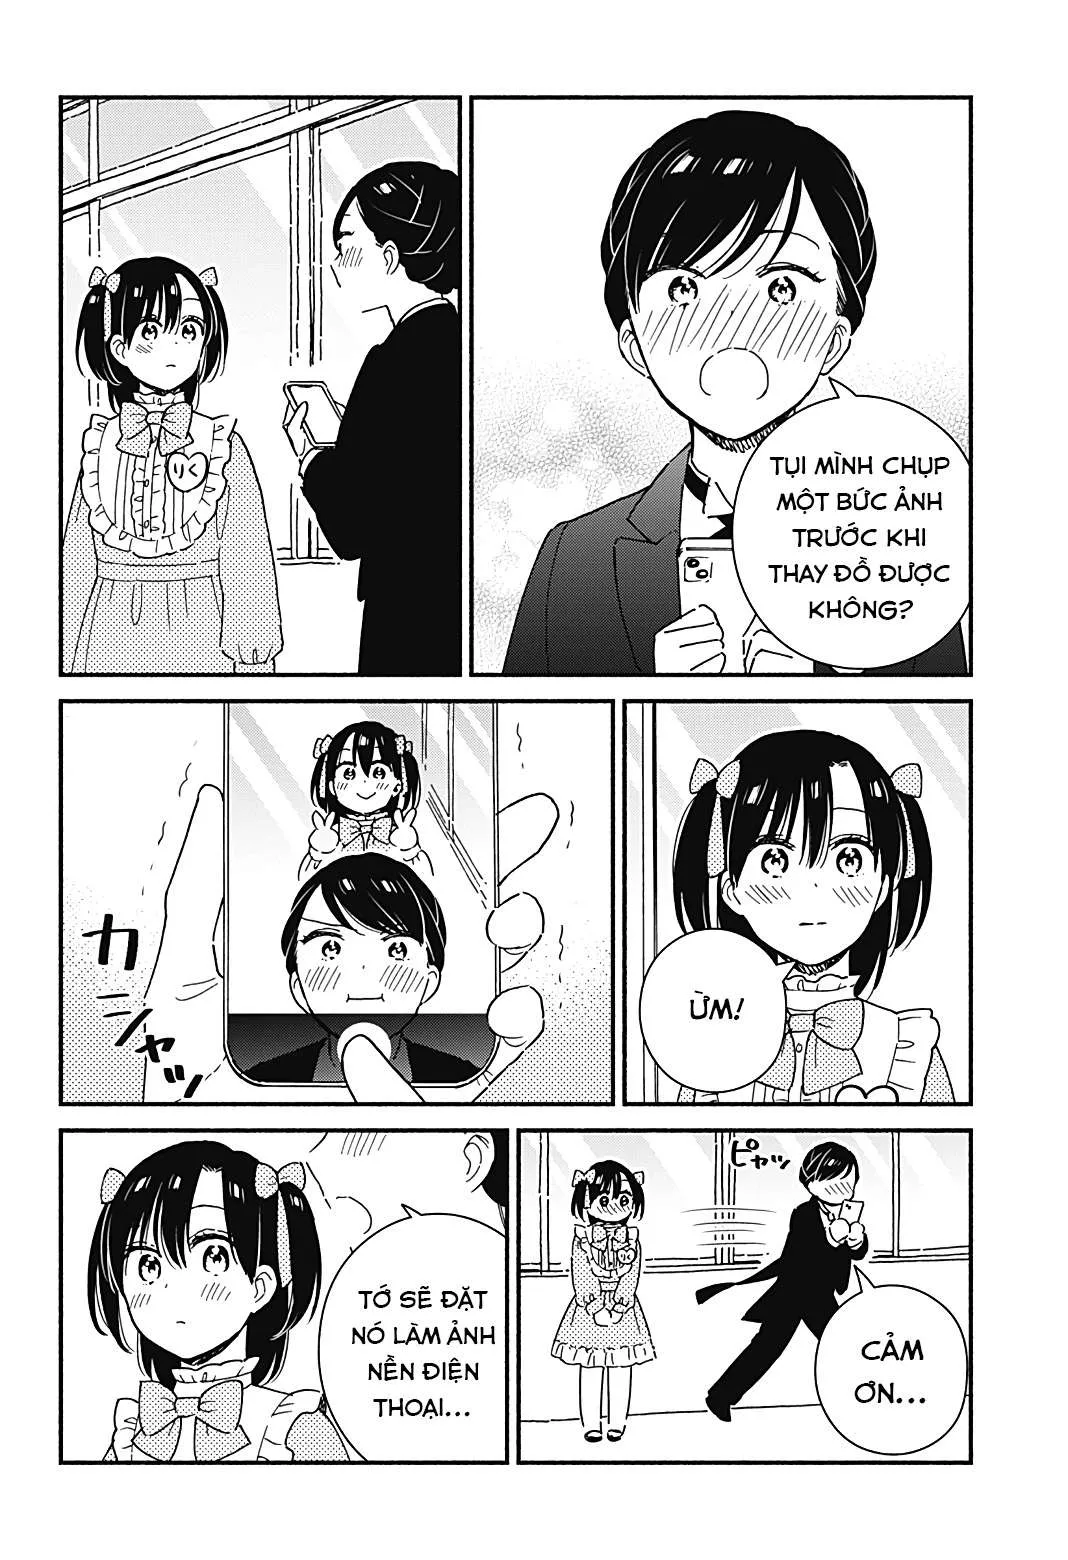 TỤI MÌNH CHỤP
MỘT BỨC ẢNH
TRƯỚC KHI
THAY ĐỒ ĐƯỢC
KHÔNG?
りく
ỪM!
カシャッ
ピャッ
CẢM
ƠN...
TỚ SẼ ĐẶT
NÓ LÀM ẢNH
NỀN ĐIỆN
THOẠI...